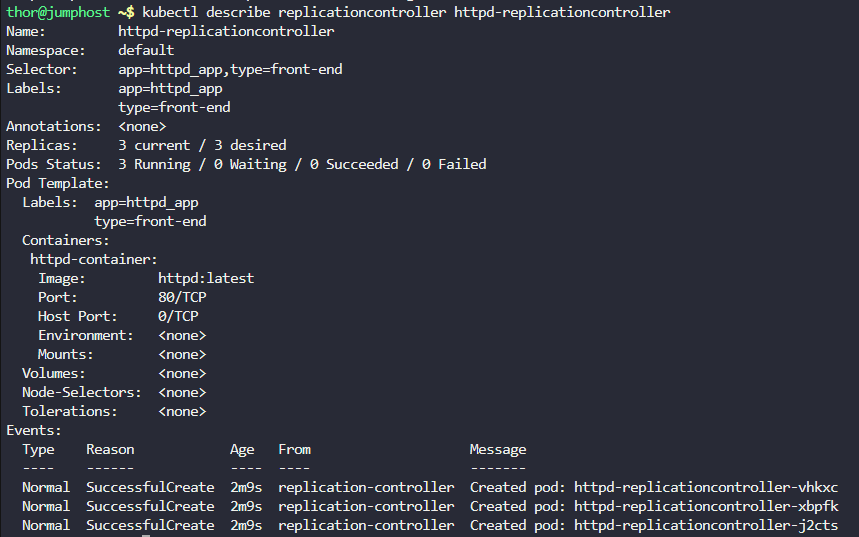 thor@jumphost ~$ kubectl describe replicationcontroller httpd-replicationcontroller
Name:         httpd-replicationcontroller
Namespace:    default
Selector:     app=httpd_app,type=front-end
Labels:       app=httpd_app
              type=front-end
Annotations:  <none>
Replicas:     3 current / 3 desired
Pods Status:  3 Running / 0 Waiting / 0 Succeeded / 0 Failed
Pod Template:
  Labels:  app=httpd_app
           type=front-end
  Containers:
   httpd-container:
    Image:         httpd:latest
    Port:          80/TCP
    Host Port:     0/TCP
    Environment:   <none>
    Mounts:        <none>
  Volumes:         <none>
  Node-Selectors:  <none>
  Tolerations:     <none>
Events:
  Type    Reason            Age   From                    Message
  ----    ------            ----  ----                    -------
  Normal  SuccessfulCreate  2m9s  replication-controller  Created pod: httpd-replicationcontroller-vhkxc
  Normal  SuccessfulCreate  2m9s  replication-controller  Created pod: httpd-replicationcontroller-xbpfk
  Normal  SuccessfulCreate  2m9s  replication-controller  Created pod: httpd-replicationcontroller-j2cts